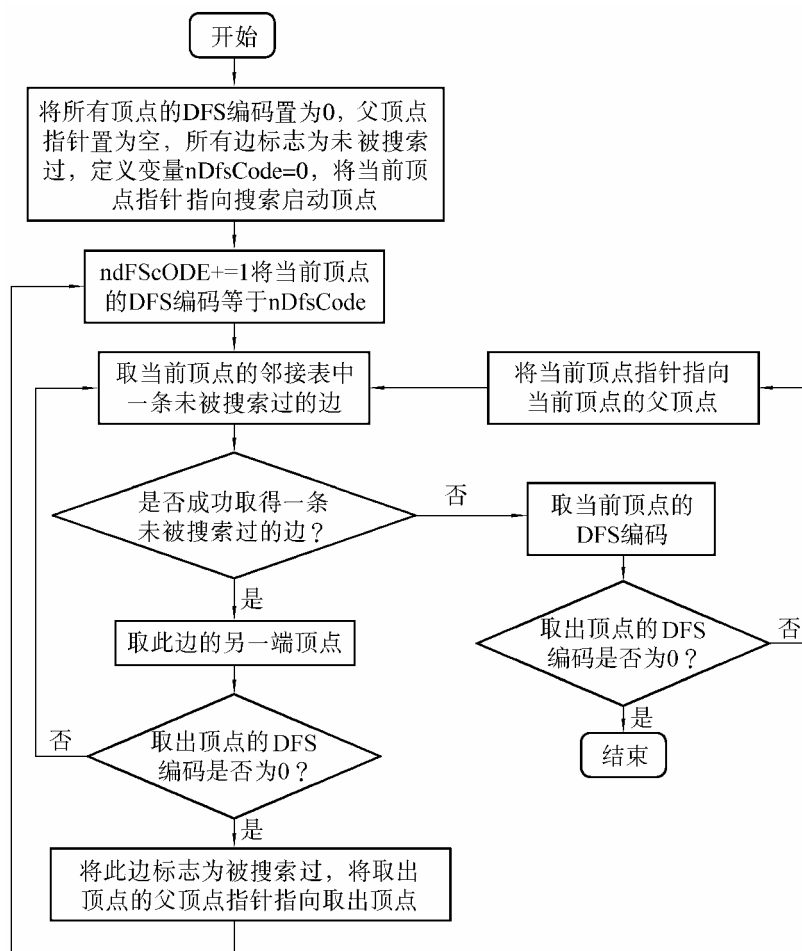 开始
将所有顶点的DFS编码置为0，父顶点
指针置为空，所有边标志为未被搜索
过，定义变量nDfsCode=0，将当前顶
点指针指向搜索启动顶点
ndFScODE+=1将当前顶点
的DFS编码等于nDfsCode
取当前顶点的邻接表中
一条未被搜索过的边
将当前顶点指针指向
当前顶点的父顶点
是否成功取得一条
未被搜索过的边？
否
取当前顶点的
DFS编码
是
取此边的另一端顶点
取出顶点的DFS
编码是否为0？
否
是
结束
否
取出顶点的DFS
编码是否为0？
是
将此边标志为被搜索过，将取出
顶点的父顶点指针指向取出顶点